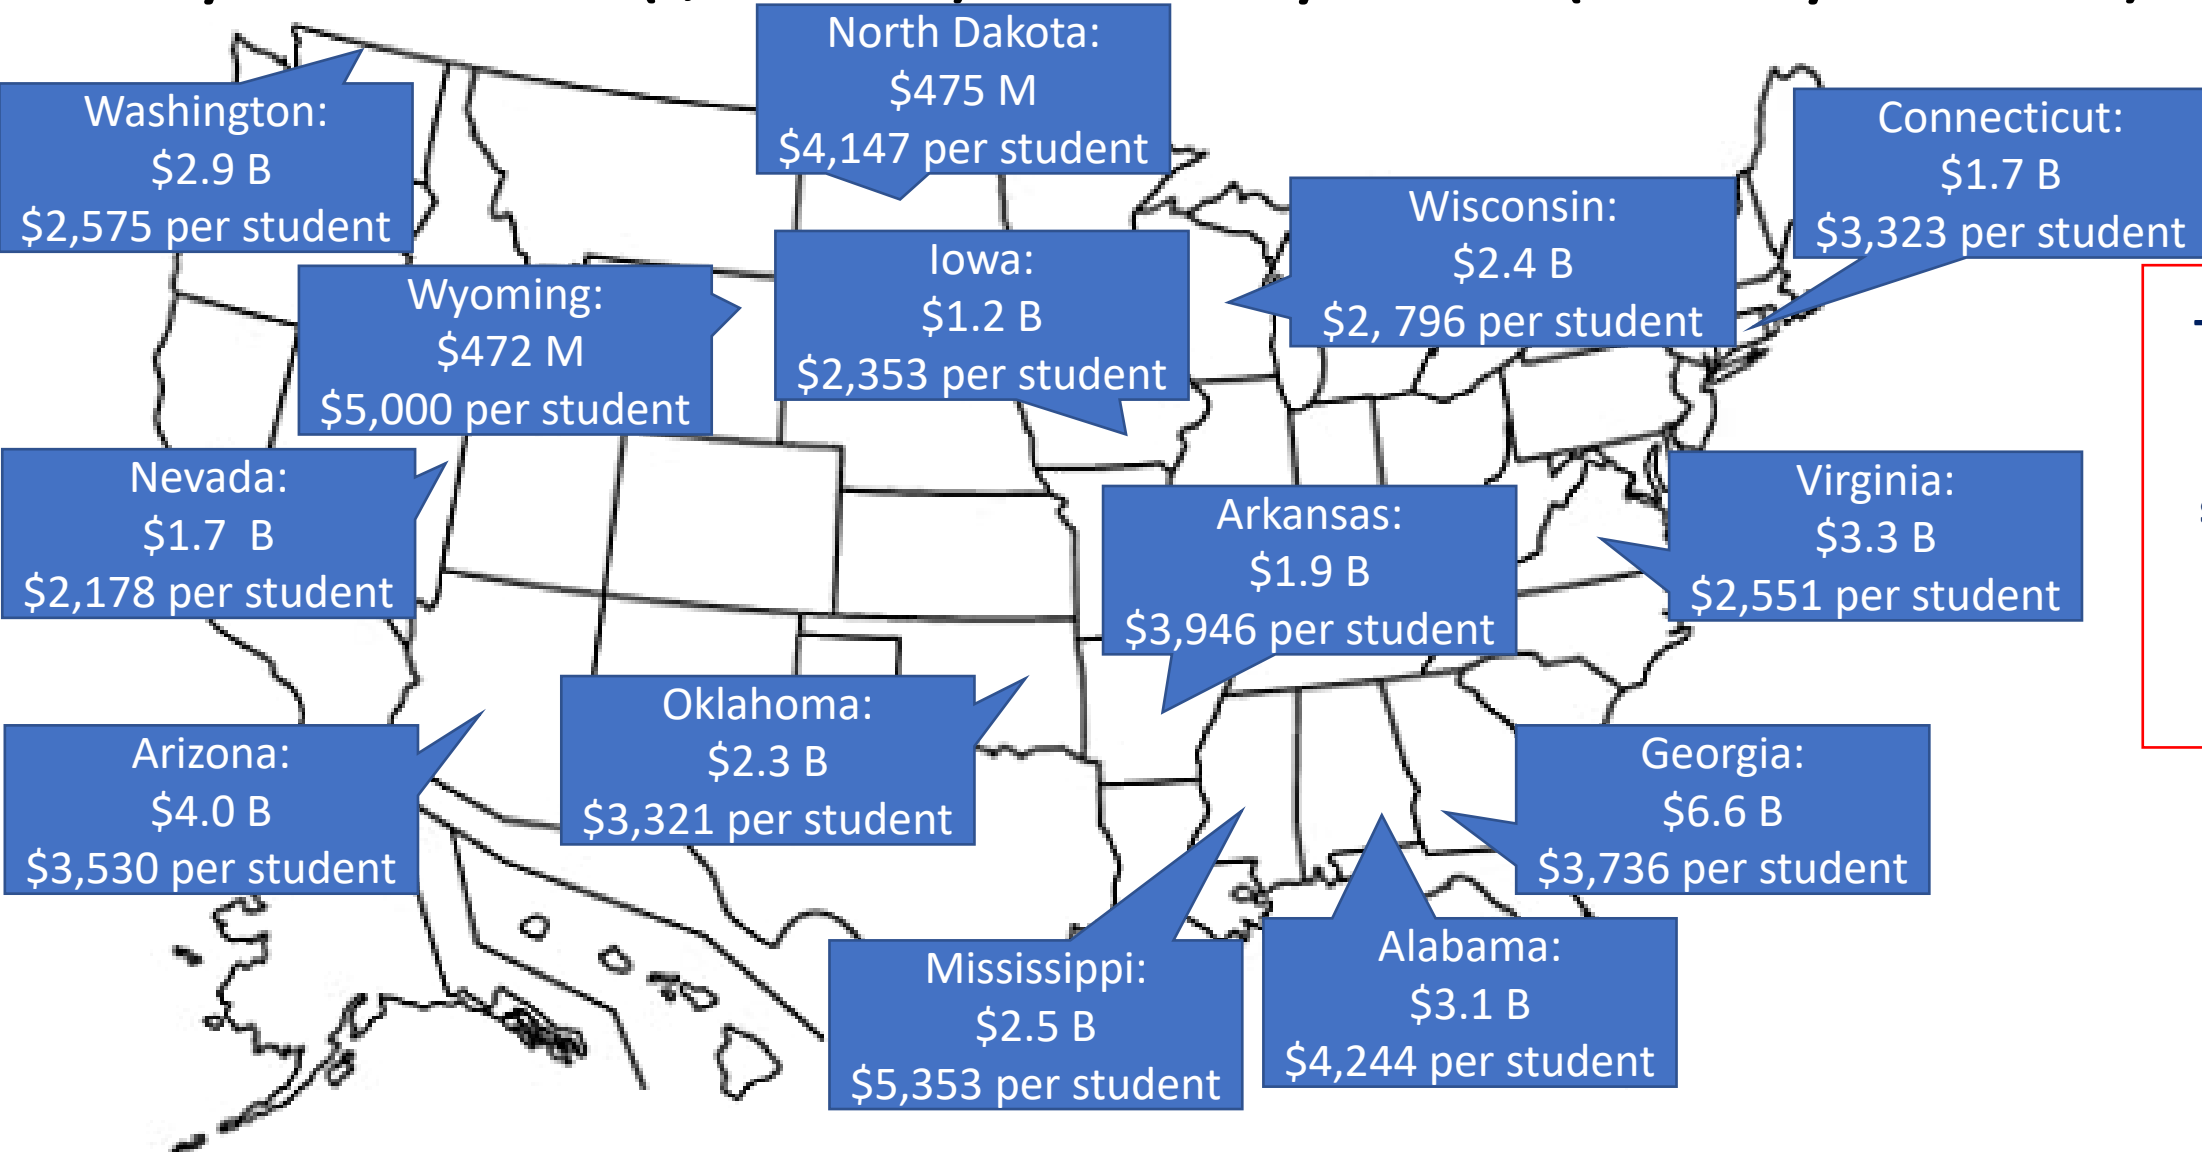 North Dakota:
$475 M
$4,147 per student
Washington:
$2.9 B
$2,575 per student
Connecticut:
$1.7 B
$3,323 per student
Wisconsin:
$2.4 B
$2, 796 per student
Iowa:
$1.2 B
$2,353 per student
Wyoming:
$472 M
$5,000 per student
Nevada:
$1.7  B
$2,178 per student
Virginia:
$3.3 B
$2,551 per student
Arkansas:
$1.9 B
$3,946 per student
Oklahoma:
$2.3 B
$3,321 per student
Arizona:
$4.0 B
$3,530 per student
Georgia:
$6.6 B
$3,736 per student
Mississippi:
$2.5 B
$5,353 per student
Alabama:
$3.1 B
$4,244 per student